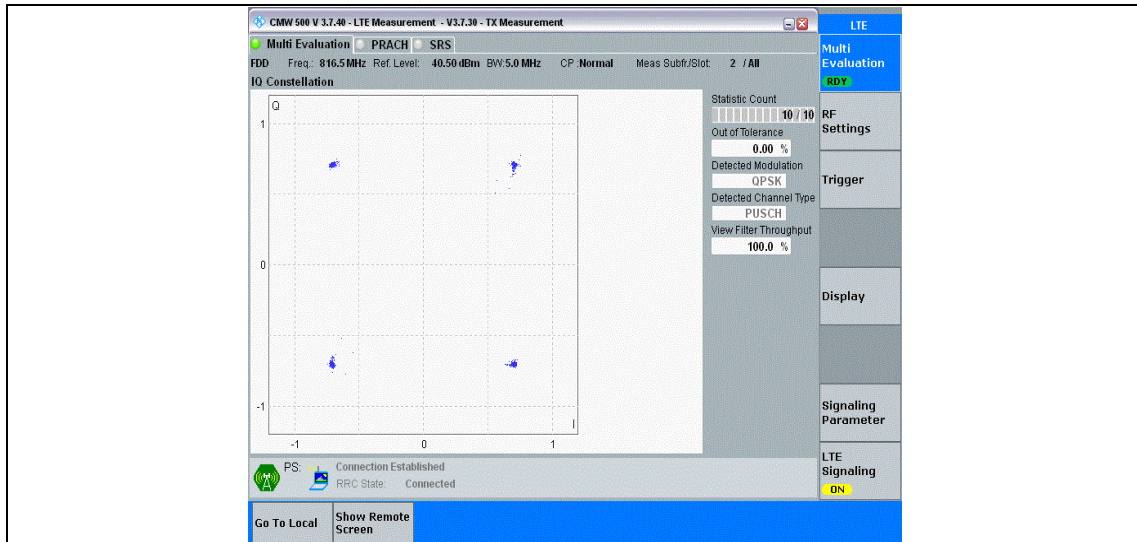 CMW 500 V 3.7.40 - LTE Measurement - V3.7.30 - TX Measurement
LTE
Multi Evaluation PRACH SRS
FDD Freq.: 816.5 MHz Ref. Level: 40.50 dBm BW: 5.0 MHz CP :Normal Meas Subfr./Slot: 2 / All
IQ Constellation
Q
1
0
-1
-1
0
1
I
Statistic Count
10 / 10
Out of Tolerance
0.00 %
Detected Modulation
QPSK
Detected Channel Type
PUSCH
View Filter Throughput
100.0 %
Multi
Evaluation
RDY
RF
Settings
Trigger
Display
Signaling
Parameter
LTE
Signaling
ON
PS: Connection Established
RRC State: Connected
Go To Local
Show Remote
Screen